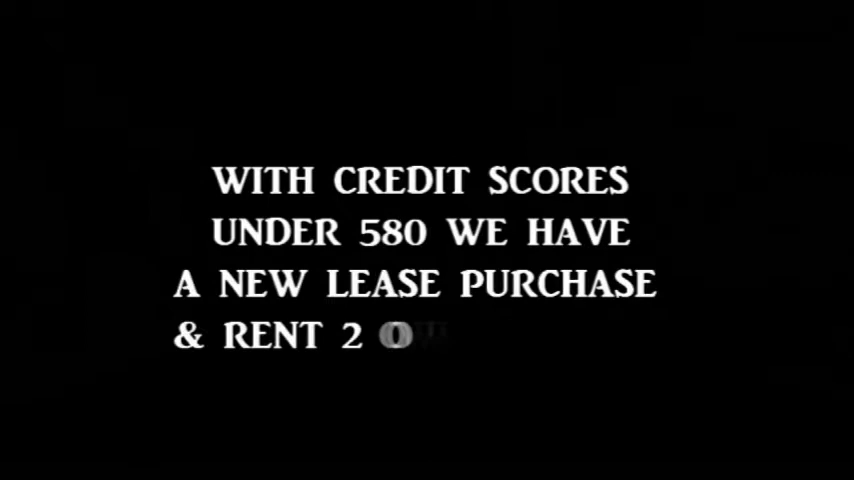 WITH CREDIT SCORES
UNDER 580 WE HAVE
A NEW LEASE PURCHASE
& RENT 2